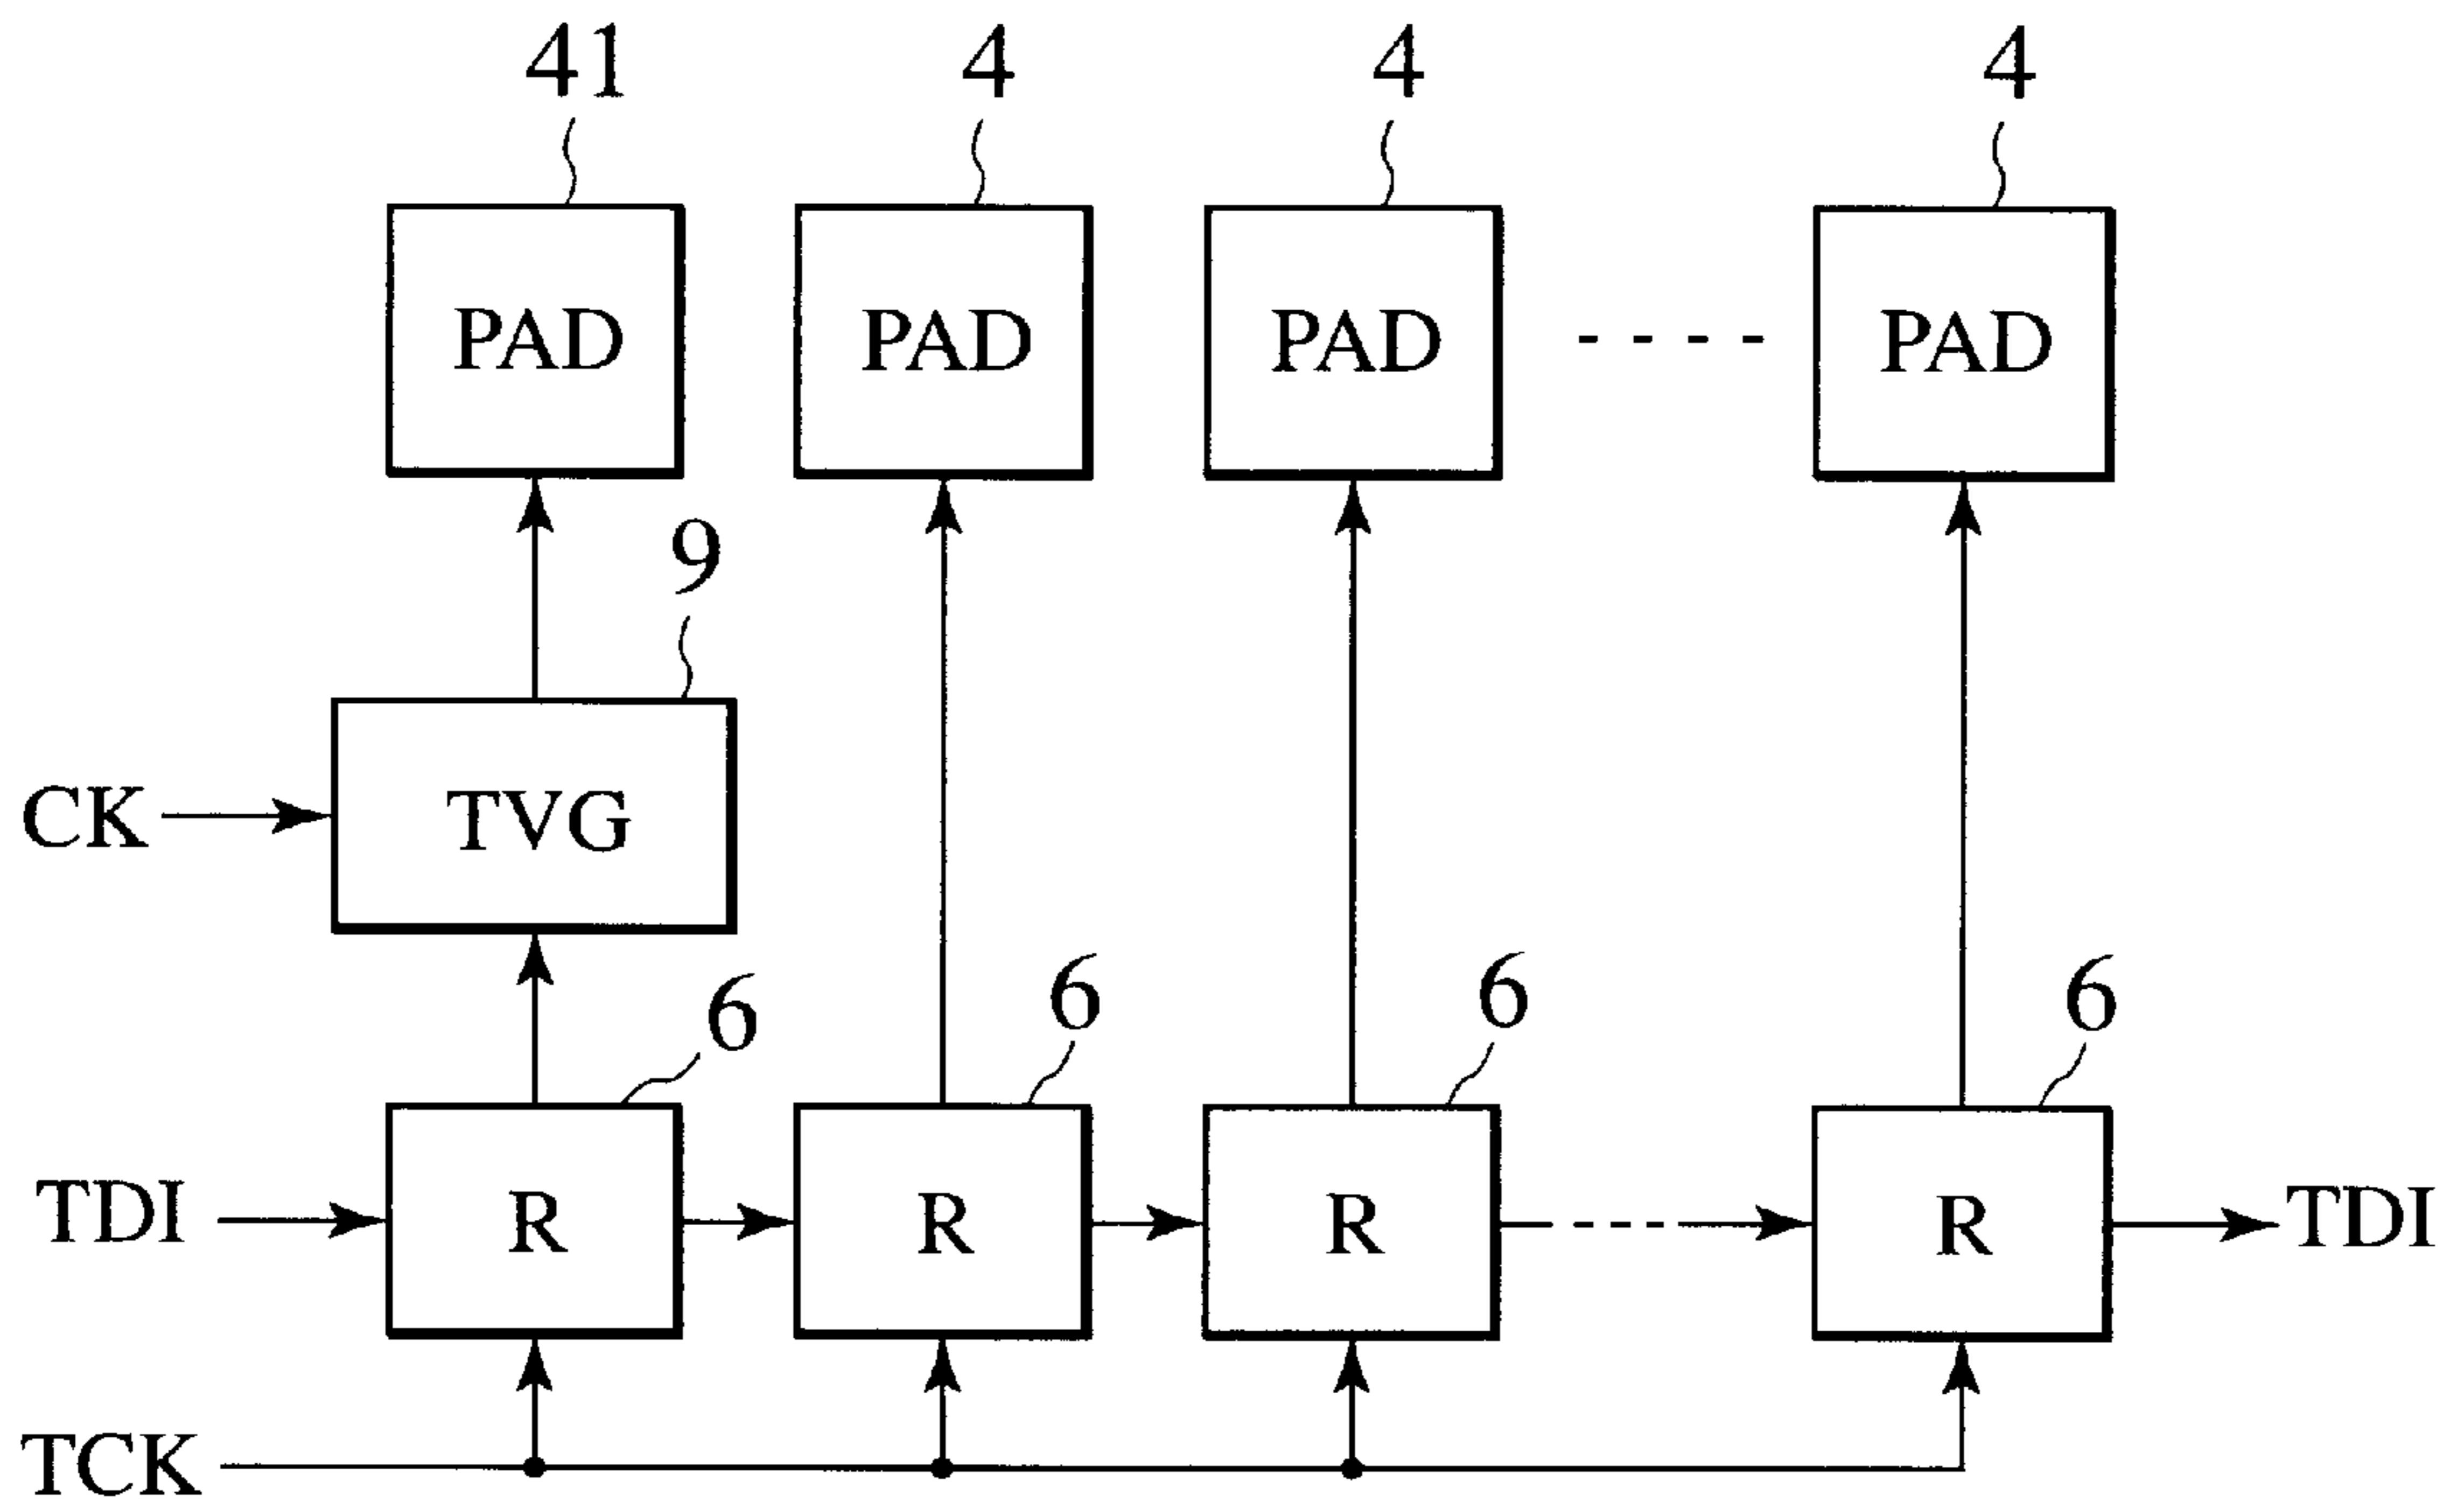 41 4 4 4
PAD PAD PAD PAD
9
CK TVG
6 6 6 6
TDI R R R R TDI
TCK